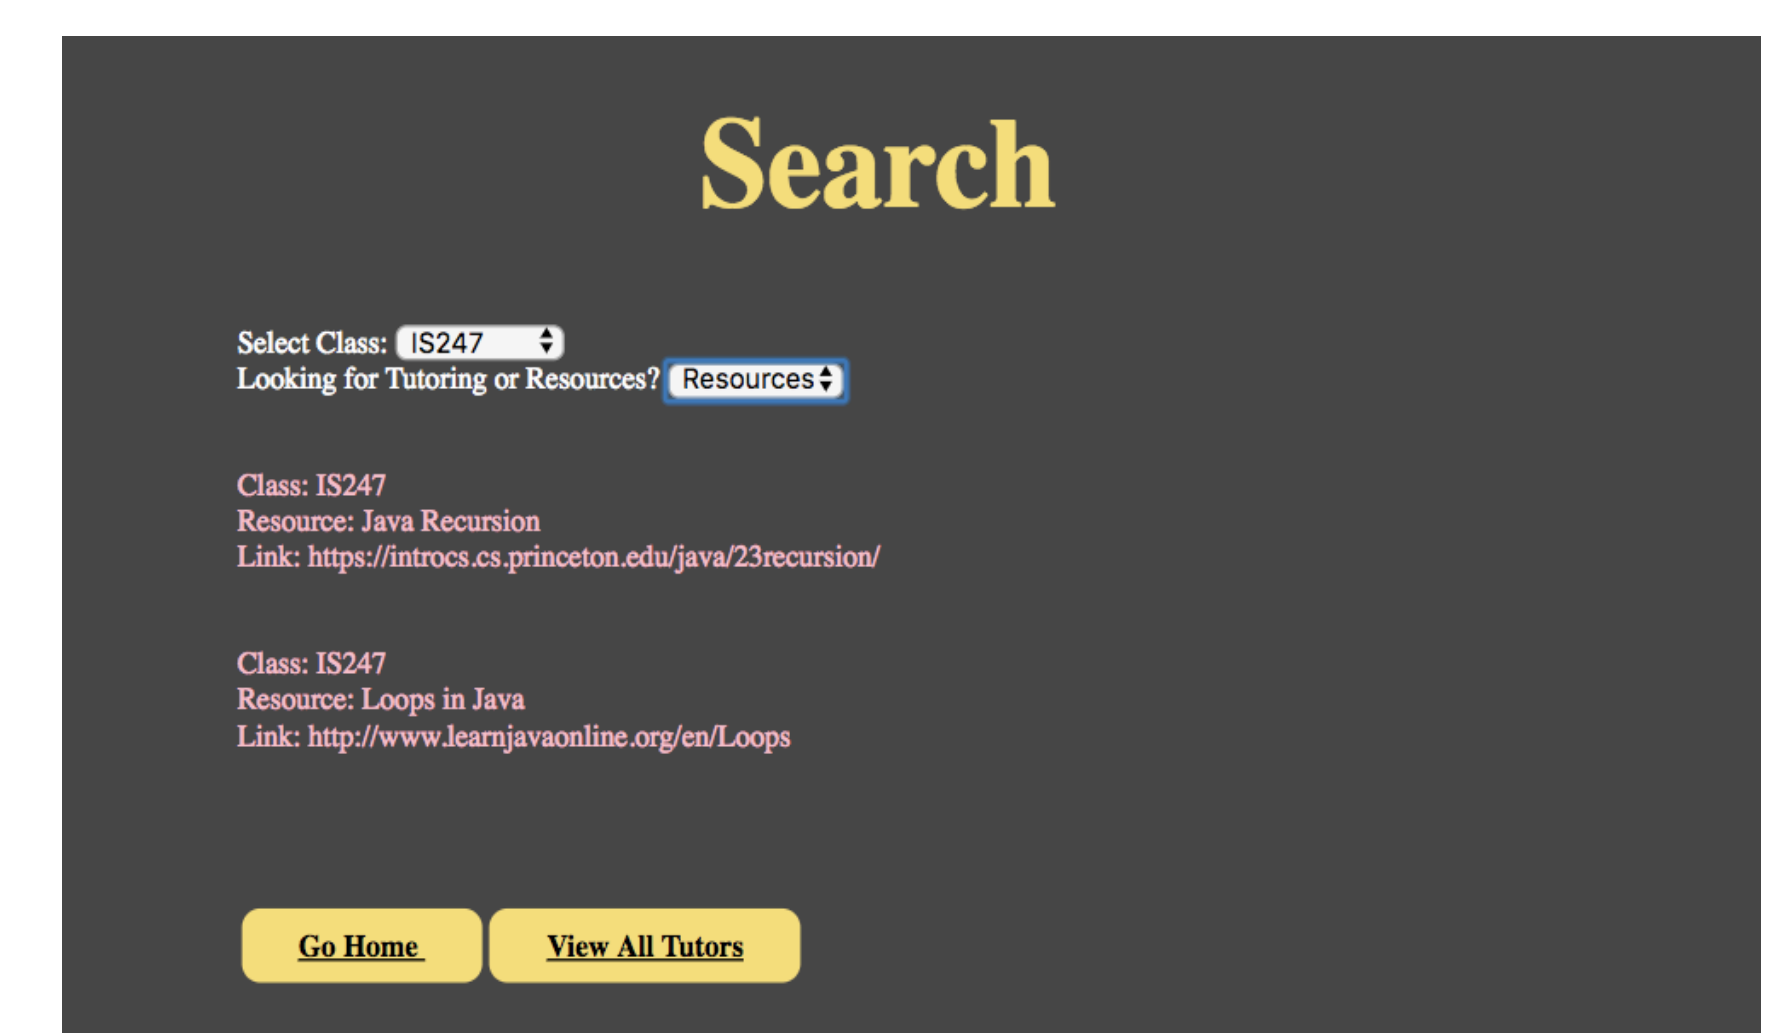 Search
Select Class: IS247
Looking for Tutoring or Resources? Resources
Class: IS247
Resource: Java Recursion
Link: https://introcs.cs.princeton.edu/java/23recursion/
Class: IS247
Resource: Loops in Java
Link: http://www.learnjavaonline.org/en/Loops
Go Home View All Tutors